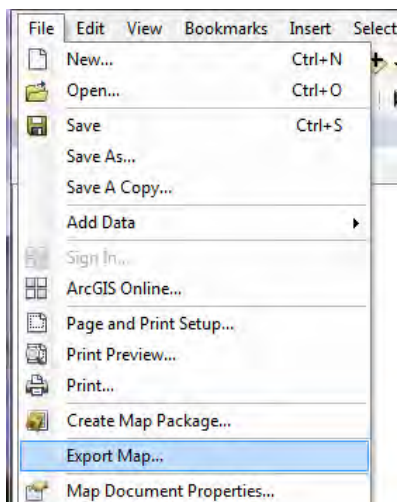 File Edit View Bookmarks Insert Select
New... Ctrl+N
Open... Ctrl+O
Save Ctrl+S
Save As...
Save A Copy...
Add Data
Sign In...
ArcGIS Online...
Page and Print Setup...
Print Preview...
Print...
Create Map Package...
Export Map...
Map Document Properties...